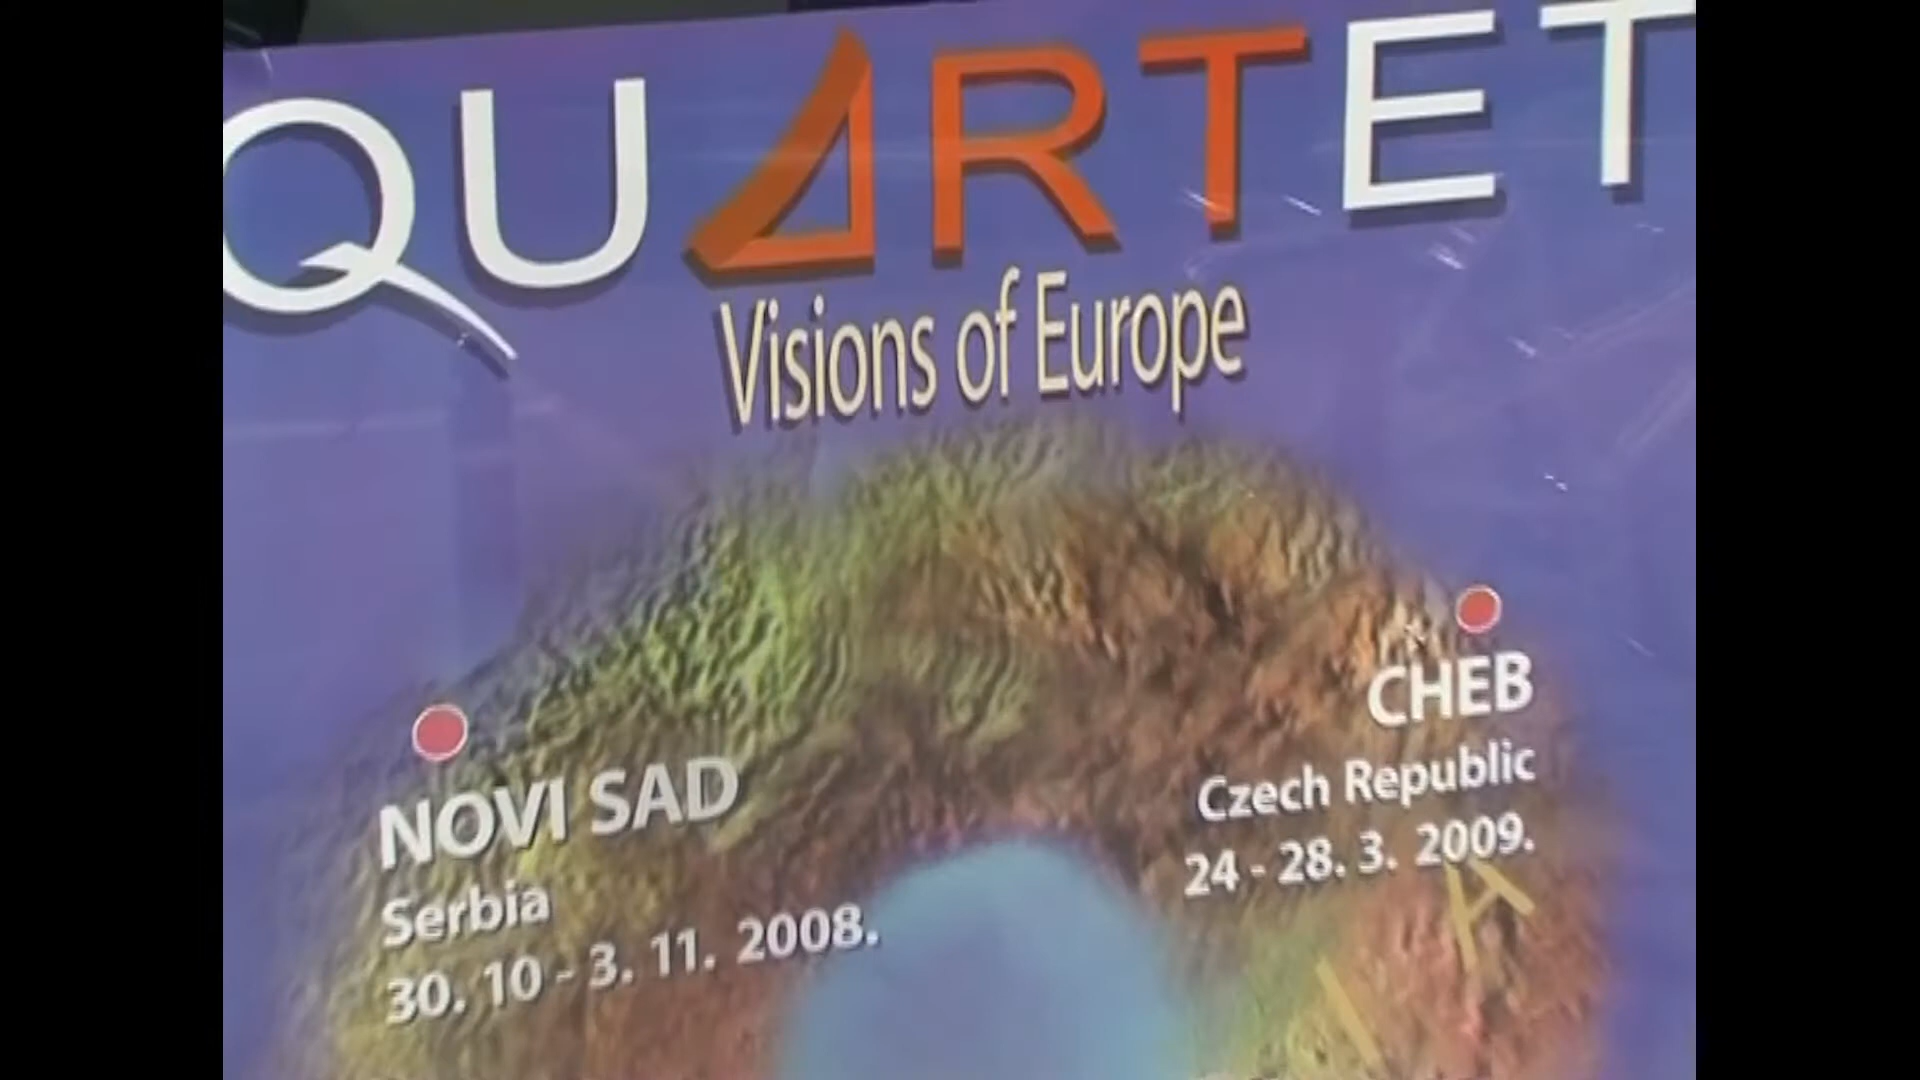 QUARTET
Visions of Europe
NOVI SAD
Serbia
30. 10 - 3. 11. 2008.
CHEB
Czech Republic
24 - 28. 3. 2009.